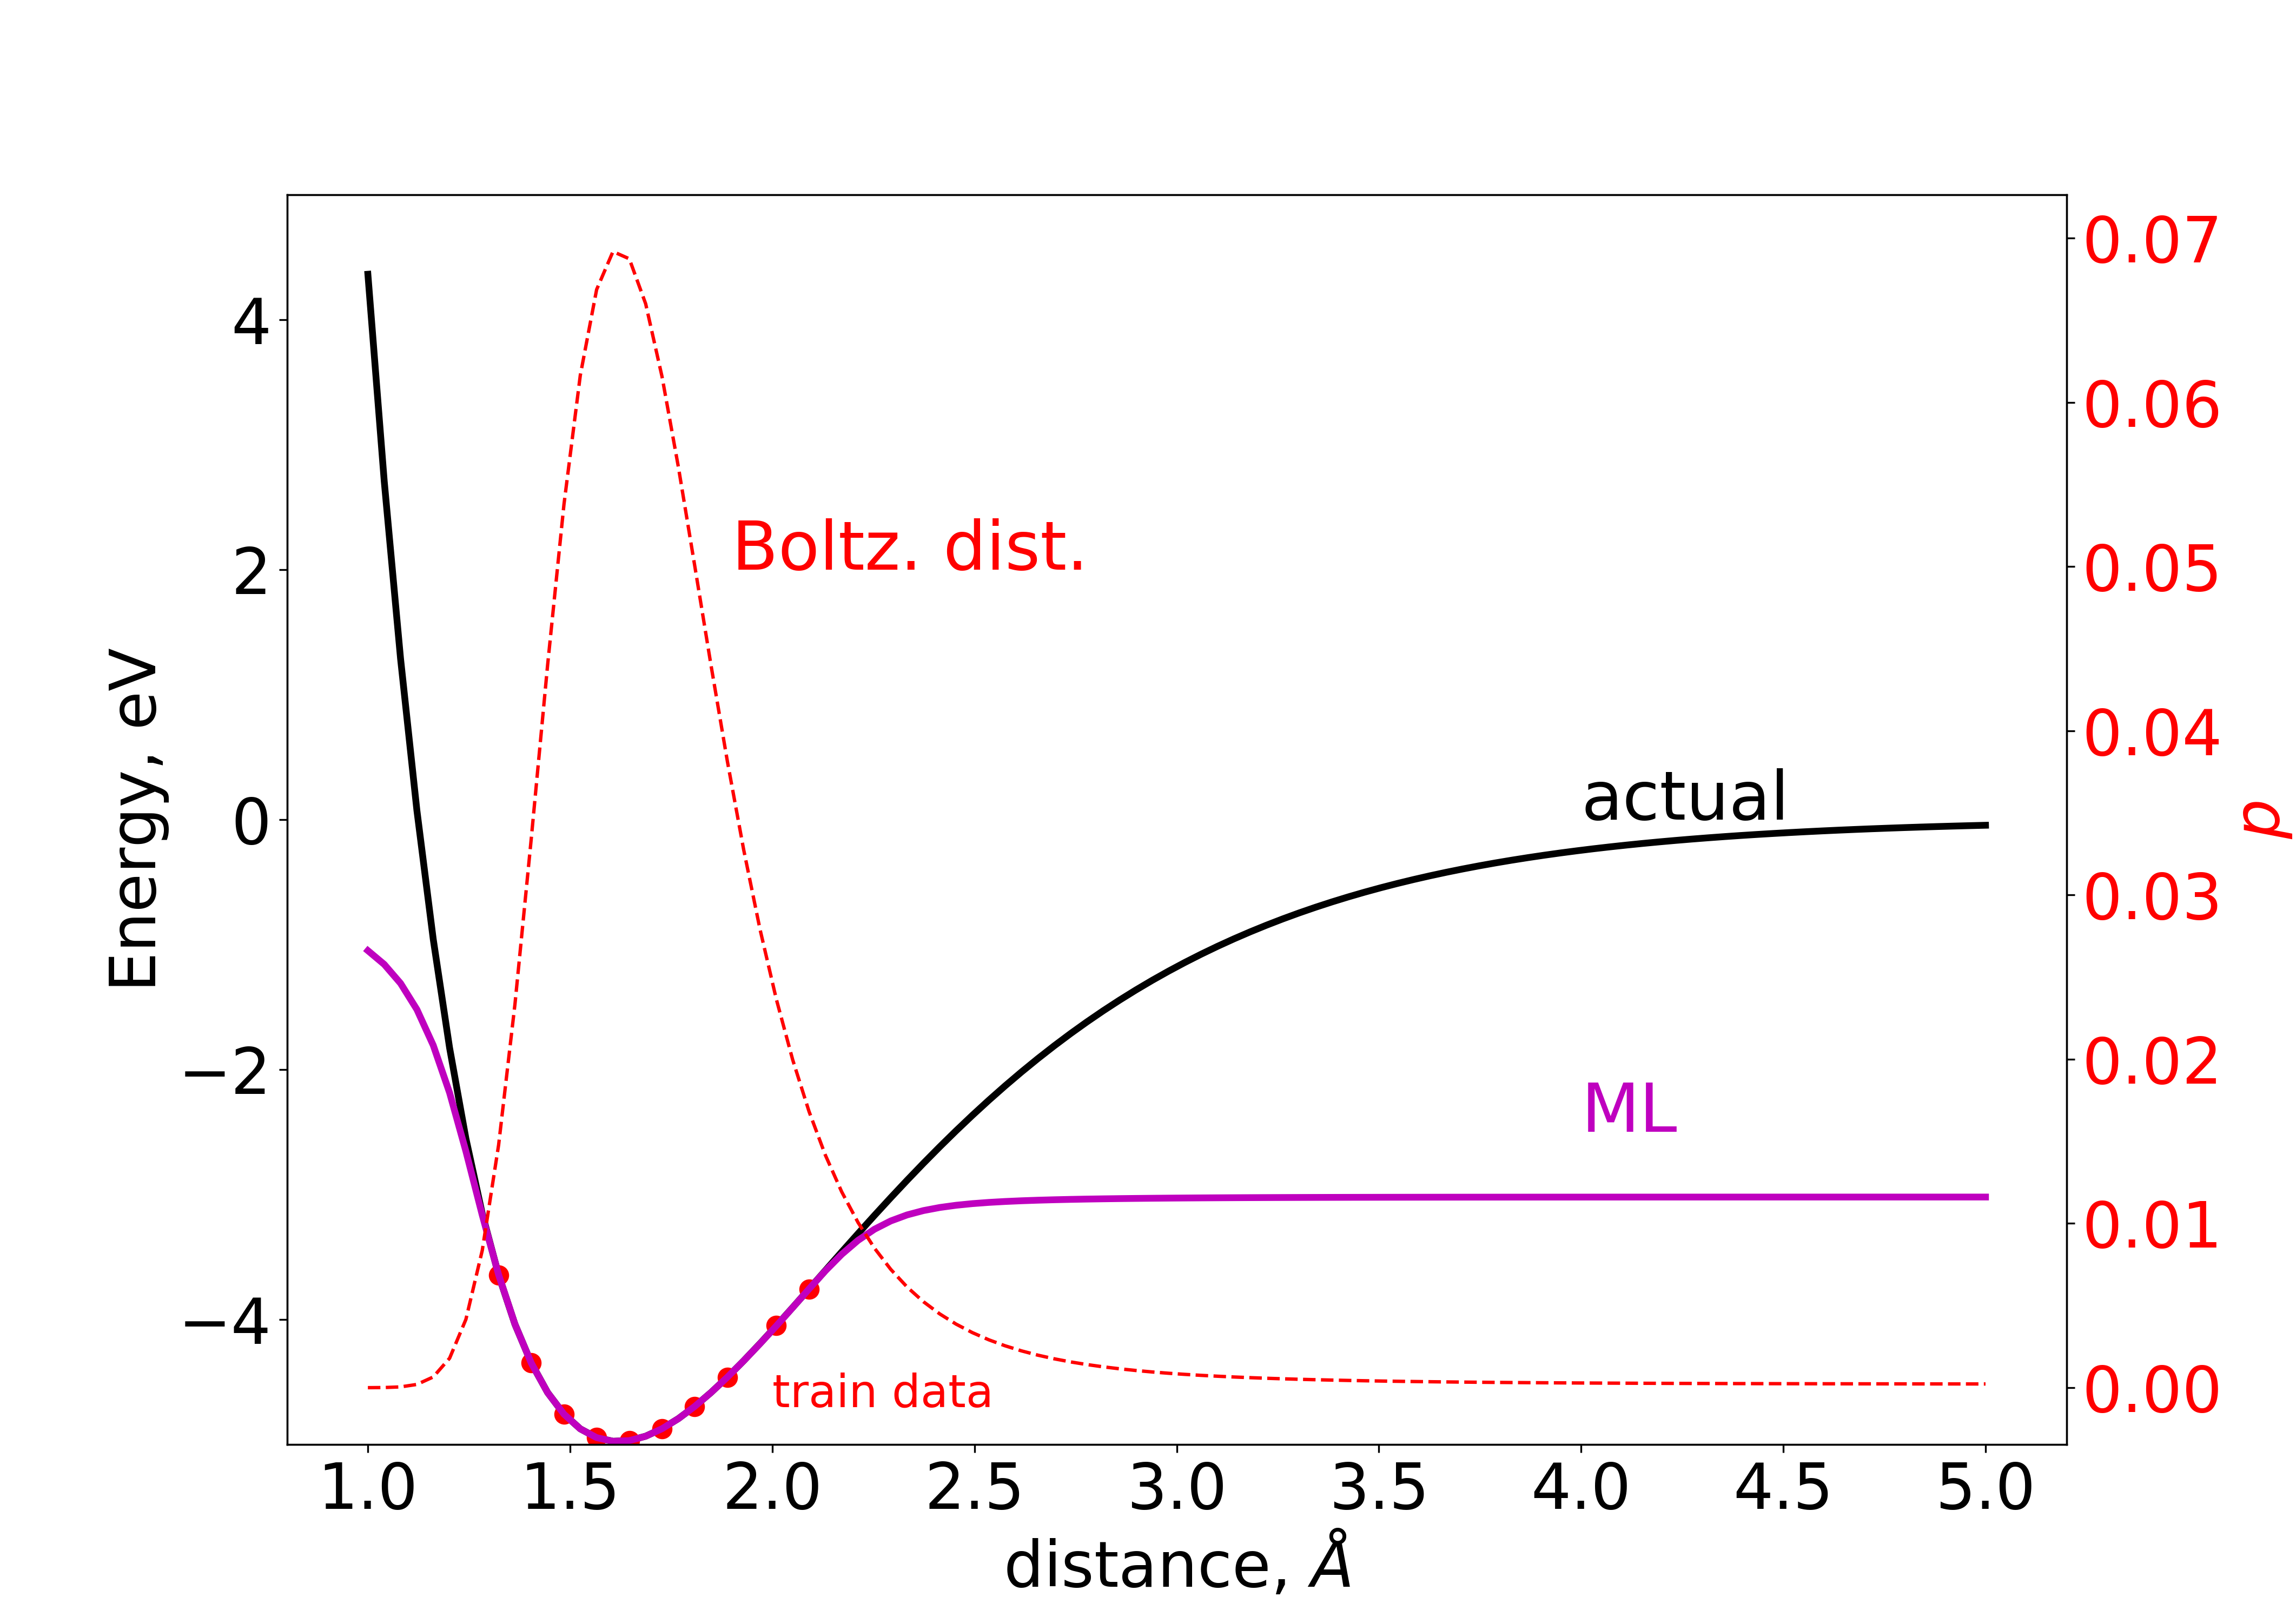 Energy, eV
4
2
0
−2
−4
Boltz. dist.
actual
ML
train data
0.07
0.06
0.05
0.04
0.03
0.02
0.01
0.00
p
1.0 1.5 2.0 2.5 3.0 3.5 4.0 4.5 5.0
distance, Å